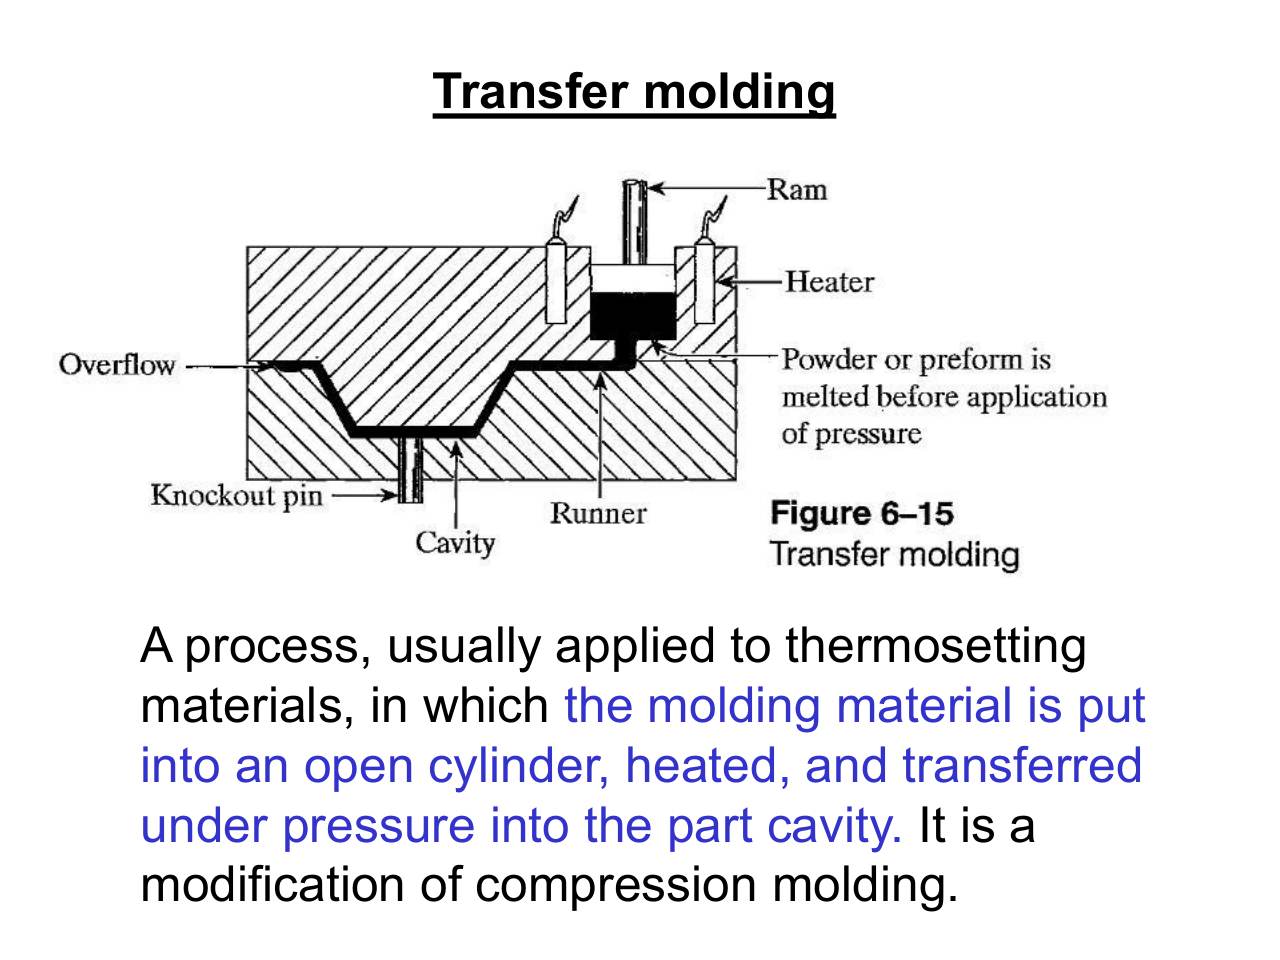 Transfer molding
Ram
Heater
Overflow
Powder or preform is
melted before application
of pressure
Knockout pin
Runner
Cavity
Figure 6–15
Transfer molding
A process, usually applied to thermosetting
materials, in which the molding material is put
into an open cylinder, heated, and transferred
under pressure into the part cavity. It is a
modification of compression molding.